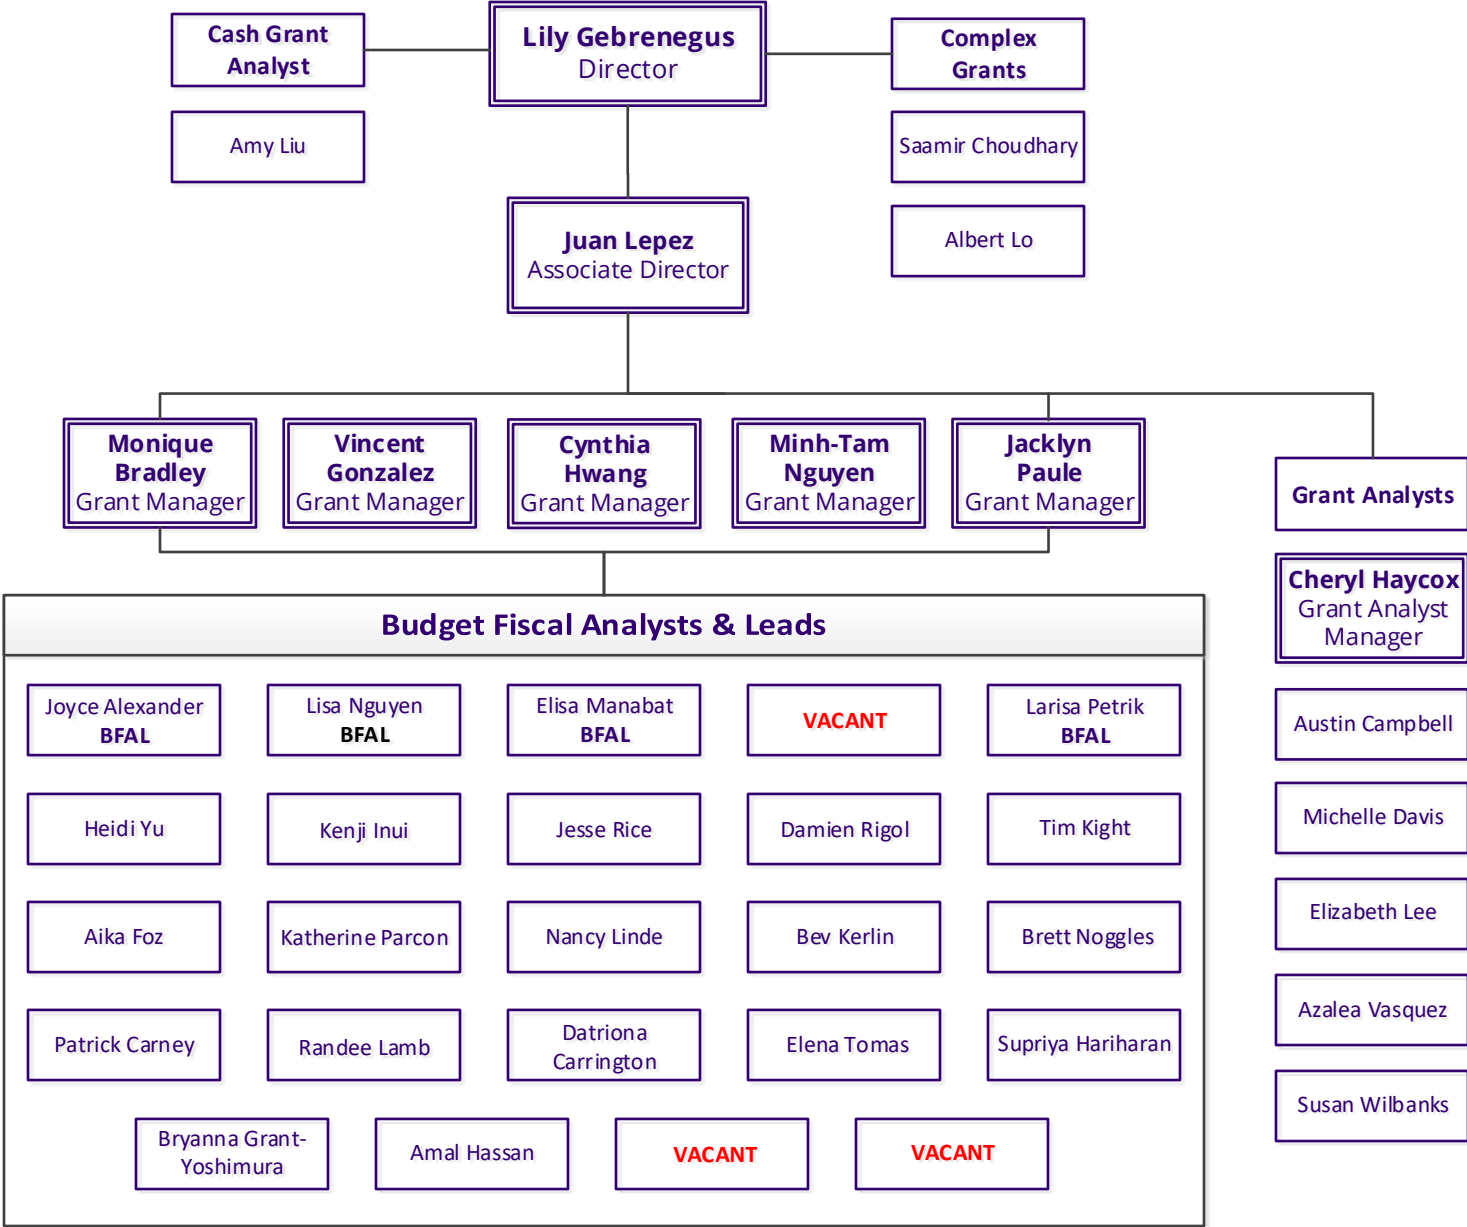 Cash Grant
Analyst
Lily Gebrenegus
Director
Complex
Grants
Amy Liu
Saamir Choudhary
Albert Lo
Juan Lepez
Associate Director
Monique
Bradley
Grant Manager
Vincent
Gonzalez
Grant Manager
Cynthia
Hwang
Grant Manager
Minh-Tam
Nguyen
Grant Manager
Jacklyn
Paule
Grant Manager
Grant Analysts
Cheryl Haycox
Grant Analyst
Manager
Austin Campbell
Michelle Davis
Elizabeth Lee
Azalea Vasquez
Susan Wilbanks
Budget Fiscal Analysts & Leads
Joyce Alexander
BFAL
Lisa Nguyen
BFAL
Elisa Manabat
BFAL
VACANT
Larisa Petrik
BFAL
Heidi Yu
Kenji Inui
Jesse Rice
Damien Rigol
Tim Kight
Aika Foz
Katherine Parcon
Nancy Linde
Bev Kerlin
Brett Noggles
Patrick Carney
Randee Lamb
Datriona
Carrington
Elena Tomas
Supriya Hariharan
Bryanna Grant-
Yoshimura
Amal Hassan
VACANT
VACANT